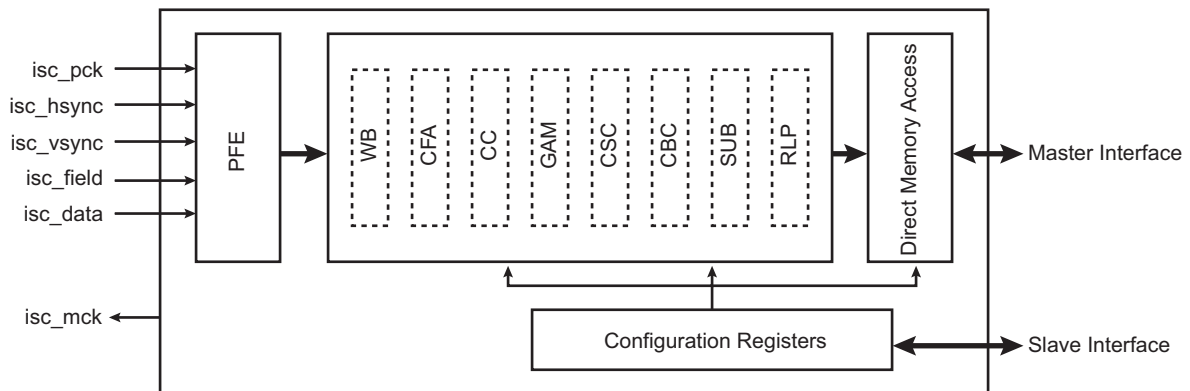 isc_pck
isc_hsync
isc_vsync
isc_field
isc_data
isc_mck
PFE
WB
CFA
CC
GAM
CSC
CBC
SUB
RLP
Direct Memory Access
Master Interface
Configuration Registers
Slave Interface